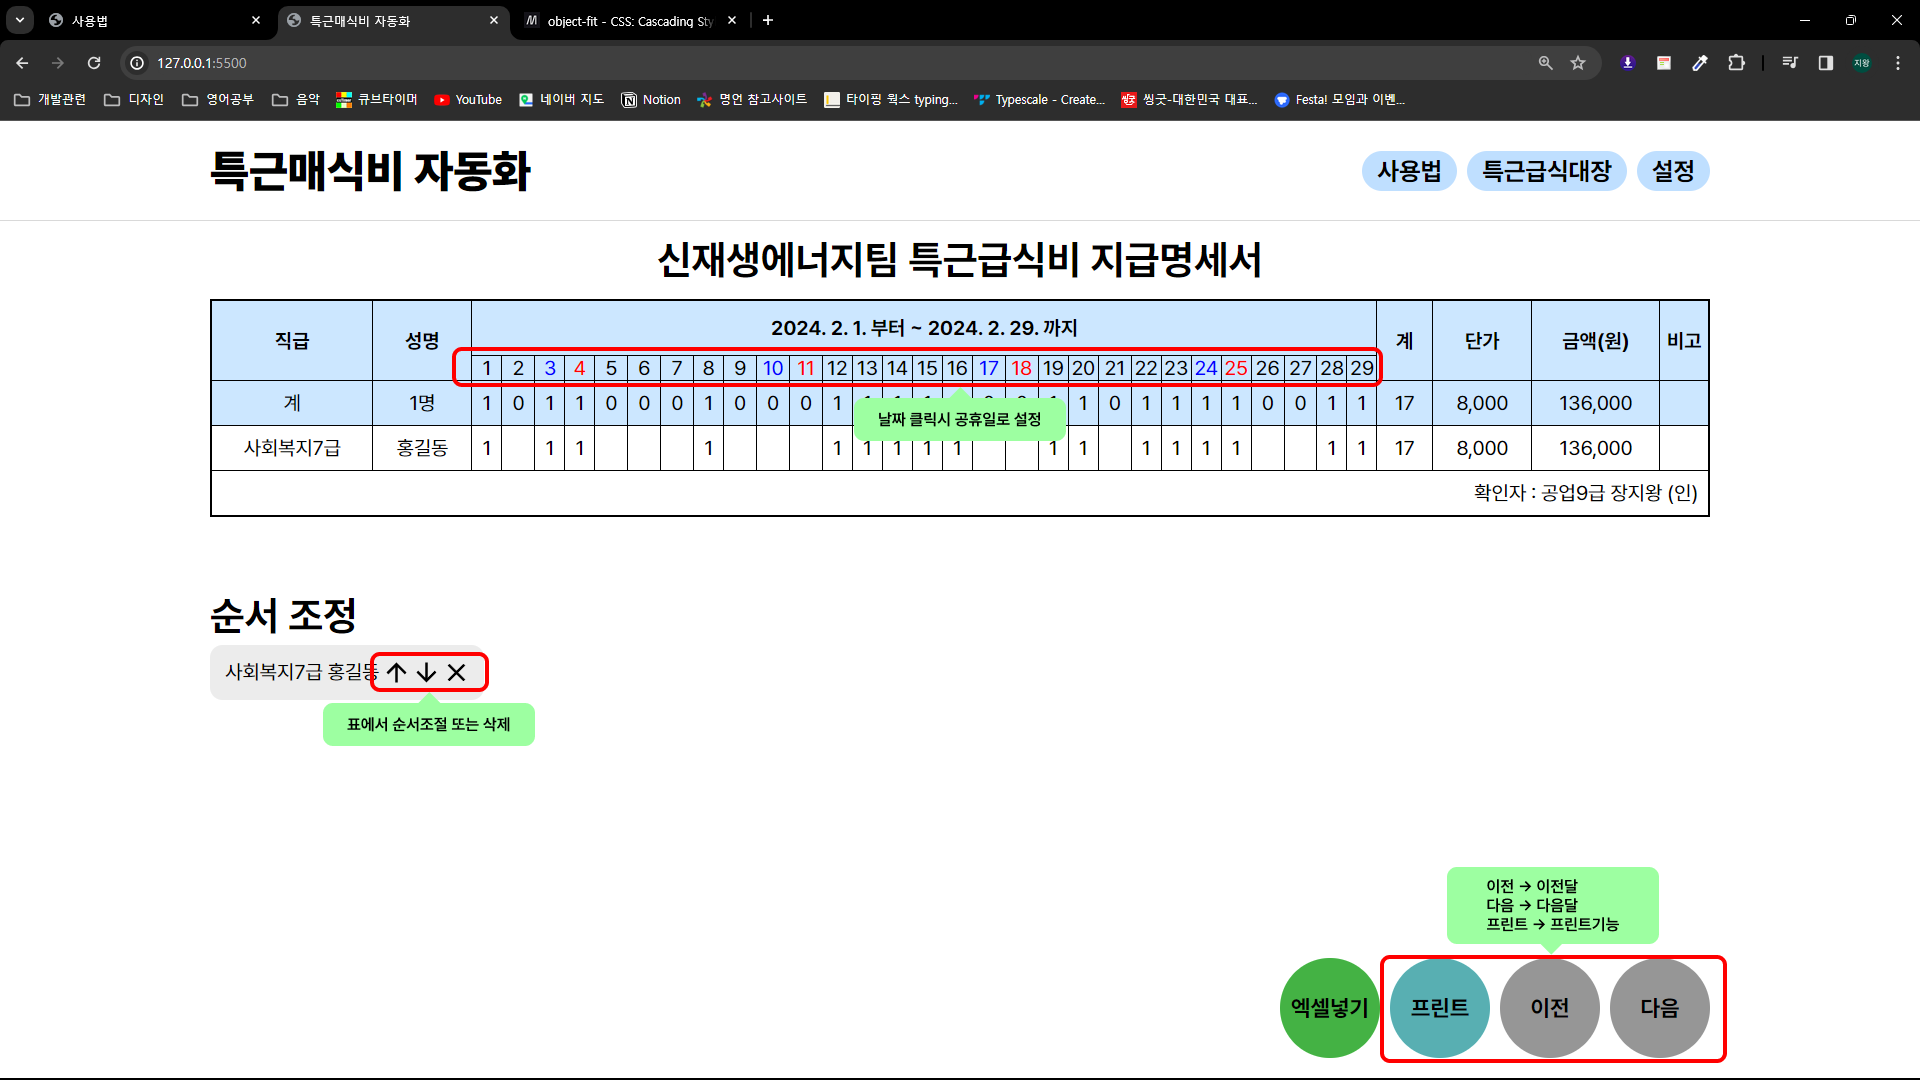 사용법
특근매식비 자동화
object-fit - CSS: Cascading Sty
127.0.0.1:5500
지왕
개발관련
디자인
영어공부
음악
큐브타이머
YouTube
네이버 지도
Notion
명언 참고사이트
타이핑 웍스 typing...
Typescale - Create...
씽굿-대한민국 대표...
Festa! 모임과 이벤...
특근매식비 자동화
사용법 특근급식대장 설정
신재생에너지팀 특근급식비 지급명세서
직급 성명 2024. 2. 1. 부터 ~ 2024. 2. 29. 까지 계 단가 금액(원) 비고
1 2 3 4 5 6 7 8 9 10 11 12 13 14 15 16 17 18 19 20 21 22 23 24 25 26 27 28 29
계 1명 1 0 1 1 0 0 0 1 0 0 0 1 1 0 1 1 1 1 0 0 1 1 17 8,000 136,000
날짜 클릭시 공휴일로 설정
사회복지7급 홍길동 1 1 1 1 1 1 1 1 1 1 1 1 1 1 1 1 1 17 8,000 136,000
확인자 : 공업9급 장지왕 (인)
순서 조정
사회복지7급 홍길동
표에서 순서조절 또는 삭제
이전 → 이전달
다음 → 다음달
프린트 → 프린트기능
엑셀넣기 프린트 이전 다음